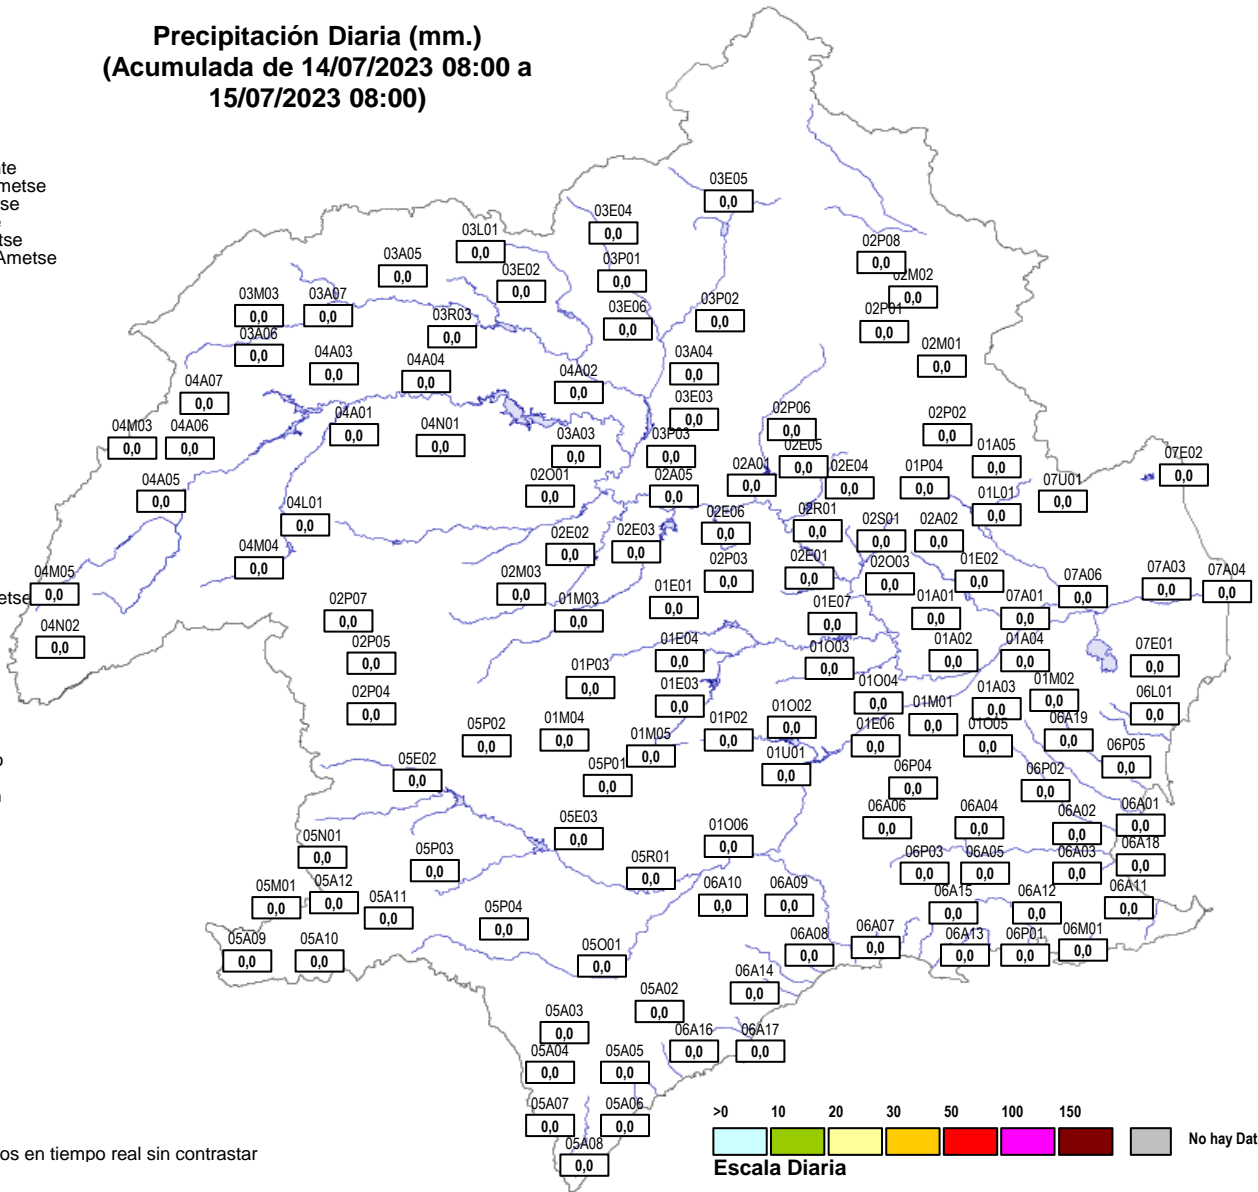 Precipitación Diaria (mm.)
(Acumulada de 14/07/2023 08:00 a
15/07/2023 08:00)
03E05
0,0
03E04
0,0
03L01
0,0
03A05
0,0
03P01
0,0
03E02
0,0
02P08
0,0
02M02
0,0
03M03
0,0
03A07
0,0
03R03
0,0
03E06
0,0
03P02
0,0
02P01
0,0
03A06
0,0
04A03
0,0
04A04
0,0
04A02
0,0
03A04
0,0
02M01
0,0
04A07
0,0
03E03
0,0
04M03
0,0
04A06
0,0
04A01
0,0
04N01
0,0
03A03
0,0
03P03
0,0
02P06
0,0
02P02
0,0
02E05
0,0
01A05
0,0
07E02
0,0
04A05
0,0
02O01
0,0
02A05
0,0
02A01
0,0
02E04
0,0
01P04
0,0
01L01
0,0
07U01
0,0
04L01
0,0
02E06
0,0
02R01
0,0
02S01
0,0
02A02
0,0
04M04
0,0
02E02
0,0
02E03
0,0
02P03
0,0
02E01
0,0
02O03
0,0
01E02
0,0
04M05
0,0
02M03
0,0
01M03
0,0
01E01
0,0
01E07
0,0
01A01
0,0
07A01
0,0
07A06
0,0
07A03
0,0
07A04
0,0
04N02
0,0
02P07
0,0
02P05
0,0
02P04
0,0
01P03
0,0
01E04
0,0
01E03
0,0
01O03
0,0
01A02
0,0
01A04
0,0
07E01
0,0
01O04
0,0
01M01
0,0
01A03
0,0
01M02
0,0
06L01
0,0
05P02
0,0
01M04
0,0
01M05
0,0
01P02
0,0
01O02
0,0
01E06
0,0
01O05
0,0
06A19
0,0
06P05
0,0
05E02
0,0
05P01
0,0
01U01
0,0
06P04
0,0
06P02
0,0
05E03
0,0
01O06
0,0
06A06
0,0
06A04
0,0
06A02
0,0
06A01
0,0
05N01
0,0
05P03
0,0
05R01
0,0
06P03
0,0
06A05
0,0
06A03
0,0
06A18
0,0
05M01
0,0
05A12
0,0
05A11
0,0
05P04
0,0
06A10
0,0
06A09
0,0
06A15
0,0
06A12
0,0
06A11
0,0
05A09
0,0
05A10
0,0
05O01
0,0
06A08
0,0
06A07
0,0
06A13
0,0
06P01
0,0
06M01
0,0
05A03
0,0
05A02
0,0
06A14
0,0
05A04
0,0
05A05
0,0
06A16
0,0
06A17
0,0
05A07
0,0
05A06
0,0
05A08
0,0
os en tiempo real sin contrastar
>0 10 20 30 50 100 150
No hay Dat
Escala Diaria